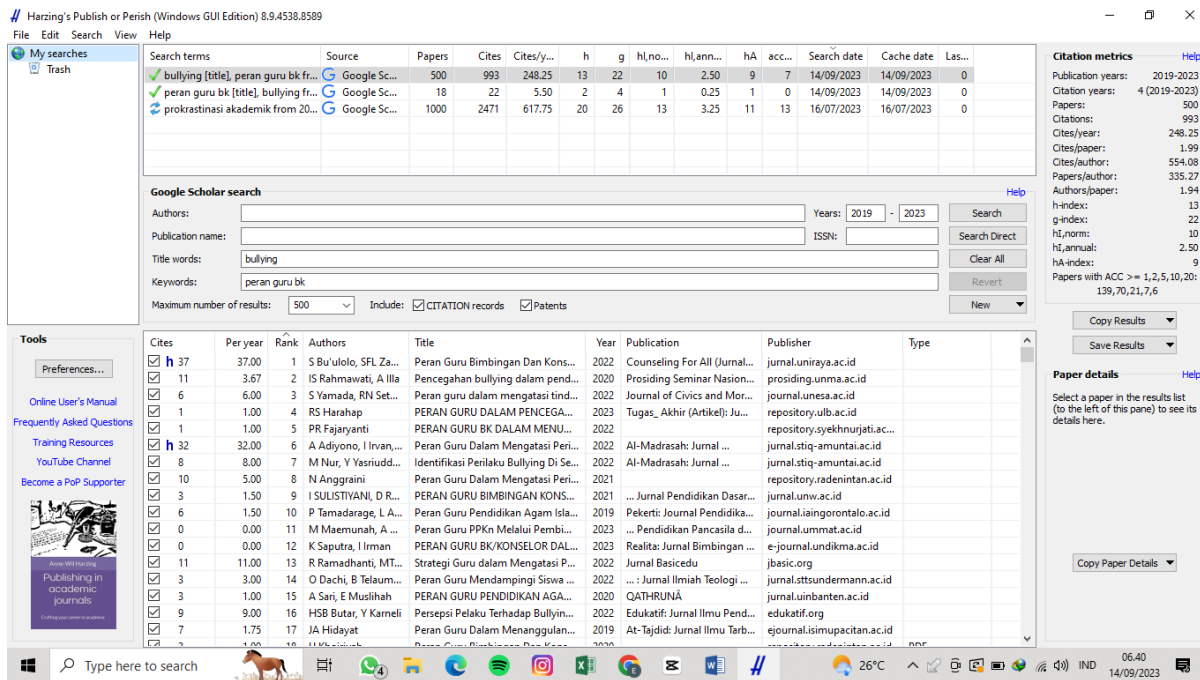 Harzing's Publish or Perish (Windows GUI Edition) 8.9.4538.8589
File Edit Search View Help
My searches
Trash
Search terms Source Papers Cites Cites/y... h g hI,no... hI,ann... hA acc... Search date Cache date Las...
bullying [title], peran guru bk fr... Google Sc... 500 993 248.25 13 22 10 2.50 9 7 14/09/2023 14/09/2023 0
peran guru bk [title], bullying fr... Google Sc... 18 22 5.50 2 4 1 0.25 1 0 14/09/2023 14/09/2023 0
prokrastinasi akademik from 20... Google Sc... 1000 2471 617.75 20 26 13 3.25 11 13 16/07/2023 16/07/2023 0
Google Scholar search Help
Authors: Years: 2019 - 2023 Search
Publication name: ISSN: Search Direct
Title words: bullying Clear All
Keywords: peran guru bk Revert
Maximum number of results: 500 Include: CITATION records Patents New
Citation metrics Help
Publication years: 2019-2023
Citation years: 4 (2019-2023)
Papers: 500
Citations: 993
Cites/year: 248.25
Cites/paper: 1.99
Cites/author: 554.08
Papers/author: 335.27
Authors/paper: 1.94
h-index: 13
g-index: 22
hI,norm: 10
hI,annual: 2.50
hA-index: 9
Papers with ACC >= 1,2,5,10,20:
139,70,21,7,6
Copy Results
Save Results
Tools
Preferences...
Online User's Manual
Frequently Asked Questions
Training Resources
YouTube Channel
Become a PoP Supporter
Anne-Wil Harzing
Publishing in
academic
journals
Crafting your career in academia
Cites Per year Rank Authors Title Year Publication Publisher Type
h 37 37.00 1 S Bu'ulolo, SFL Za... Peran Guru Bimbingan Dan Kons... 2022 Counseling For All (Jurnal... jurnal.uniraya.ac.id
11 3.67 2 IS Rahmawati, A Illa Pencegahan bullying dalam pend... 2020 Prosiding Seminar Nasion... prosiding.unma.ac.id
6 6.00 3 S Yamada, RN Set... Peran guru dalam mengatasi tind... 2022 Journal of Civics and Mor... journal.unesa.ac.id
1 1.00 4 RS Harahap PERAN GURU DALAM PENCEGA... 2023 Tugas_ Akhir (Artikel): Ju... repository.ulb.ac.id
1 1.00 5 PR Fajaryanti PERAN GURU BK DALAM MENU... 2022 repository.syekhnurjati.ac...
h 32 32.00 6 A Adiyono, I Irvan,... Peran Guru Dalam Mengatasi Peri... 2022 Al-Madrasah: Jurnal ... jurnal.stiq-amuntai.ac.id
8 8.00 7 M Nur, Y Yasriudd... Identifikasi Perilaku Bullying Di Se... 2022 Al-Madrasah: Jurnal ... jurnal.stiq-amuntai.ac.id
10 5.00 8 N Anggraini Peran Guru Dalam Mengatasi Peri... 2021 repository.radenintan.ac.id
3 1.50 9 I SULISTIYANI, D R... PERAN GURU BIMBINGAN KONS... 2021 ... Jurnal Pendidikan Dasar... jurnal.unw.ac.id
6 1.50 10 P Tamadarage, L A... Peran Guru Pendidikan Agam Isla... 2019 Pekerti: Journal Pendidika... journal.iaingorontalo.ac.id
0 0.00 11 M Maemunah, A ... Peran Guru PPKn Melalui Pembi... 2023 ... Pendidikan Pancasila d... journal.ummat.ac.id
0 0.00 12 K Saputra, I Irman PERAN GURU BK/KONSELOR DAL... 2023 Realita: Jurnal Bimbingan ... e-journal.undikma.ac.id
11 11.00 13 R Ramadhanti, MT... Strategi Guru dalam Mengatasi P... 2022 Jurnal Basicedu jbasic.org
3 3.00 14 O Dachi, B Telaum... Peran Guru Mendampingi Siswa ... 2022 ... : Jurnal Ilmiah Teologi ... journal.sttsundermann.ac.id
3 1.00 15 A Sari, E Muslihah PERAN GURU PENDIDIKAN AGA... 2020 QATHRUNÂ jurnal.uinbanten.ac.id
9 9.00 16 HSB Butar, Y Karneli Persepsi Pelaku Terhadap Bullyin... 2022 Edukatif: Jurnal Ilmu Pend... edukatif.org
7 1.75 17 JA Hidayat Peran Guru Dalam Menanggulan... 2019 At-Tajdid: Jurnal Ilmu Tarb... ejournal.isimupacitan.ac.id
Paper details Help
Select a paper in the results list
(to the left of this pane) to see its
details here.
Copy Paper Details
Type here to search
4
26°C
IND
06.40
14/09/2023